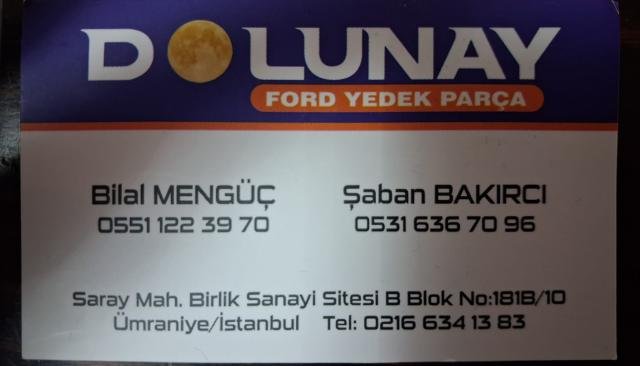 DOLUNAY
FORD YEDEK PARÇA
Bilal MENGÜÇ
0551 122 39 70
Şaban BAKIRCI
0531 636 70 96
Saray Mah. Birlik Sanayi Sitesi B Blok No:181B/10
Ümraniye/İstanbul Tel: 0216 634 13 83